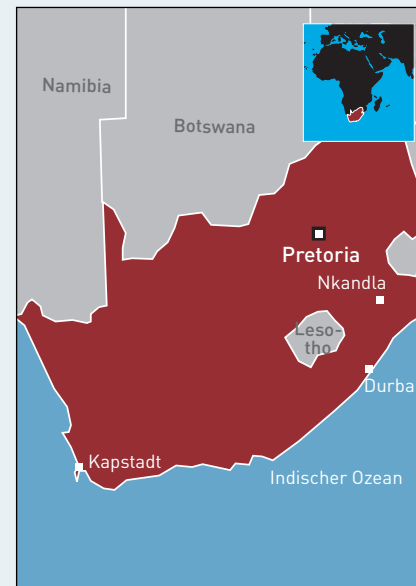 Namibia
Botswana
Pretoria
Nkandla
Leso-
tho
Durba
Kapstadt
Indischer Ozean